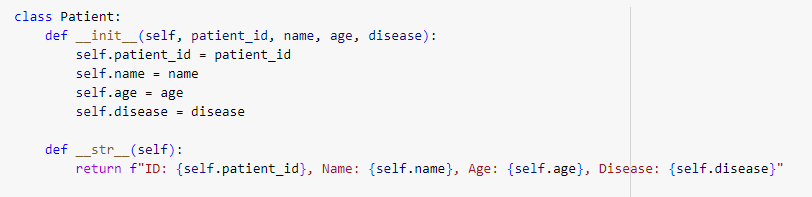 class Patient:
    def __init__(self, patient_id, name, age, disease):
        self.patient_id = patient_id
        self.name = name
        self.age = age
        self.disease = disease

    def __str__(self):
        return f"ID: {self.patient_id}, Name: {self.name}, Age: {self.age}, Disease: {self.disease}"